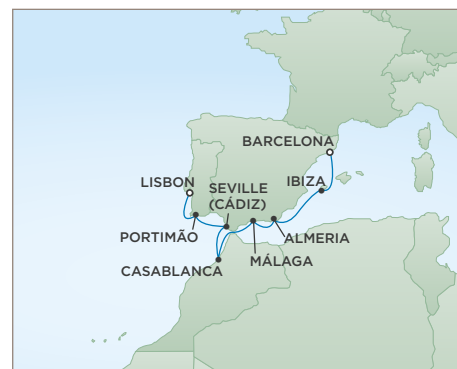 BARCELONA
LISBON
SEVILLE
(CÁDIZ)
IBIZA
PORTIMÃO
ALMERIA
MÁLAGA
CASABLANCA